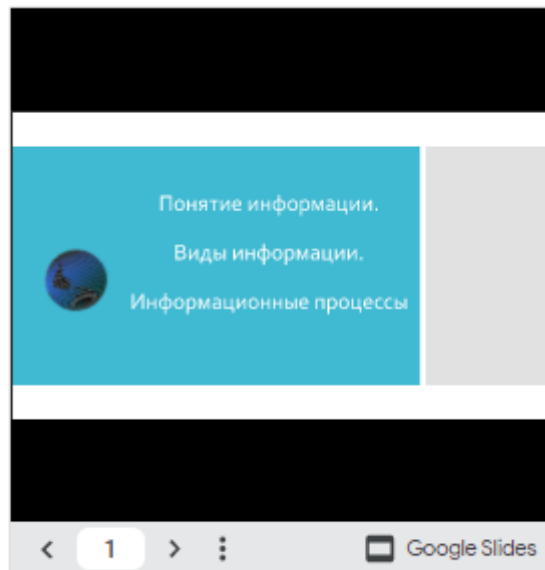 Понятие информации.
Виды информации.
Информационные процессы
1
Google Slides